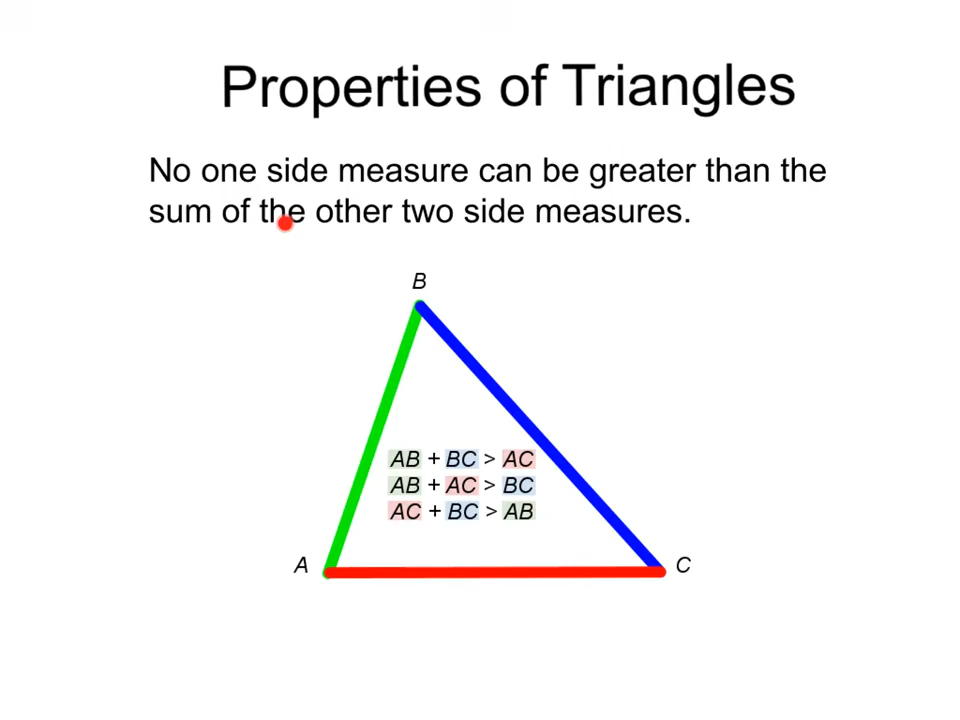 Properties of Triangles
No one side measure can be greater than the
sum of the other two side measures.
B
AB + BC > AC
AB + AC > BC
AC + BC > AB
A
C